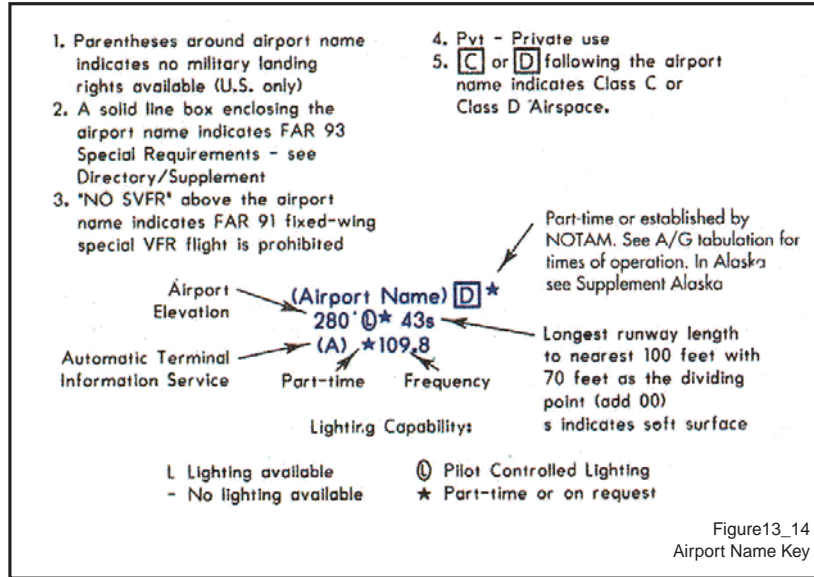 1. Parentheses around airport name
indicates no military landing
rights available (U.S. only)
2. A solid line box enclosing the
airport name indicates FAR 93
Special Requirements - see
Directory/Supplement
3. "NO SVFR" above the airport
name indicates FAR 91 fixed-wing
special VFR flight is prohibited
4. Pvt - Private use
5. C or D following the airport
name indicates Class C or
Class D Airspace.
Part-time or established by
NOTAM. See A/G tabulation for
times of operation. In Alaska
see Supplement Alaska
Airport
Elevation
(Airport Name) D *
280' Ⓛ* 43s
(A) *109.8
Automatic Terminal
Information Service
Part-time
Frequency
Longest runway length
to nearest 100 feet with
70 feet as the dividing
point (add 00)
s indicates soft surface
Lighting Capability:
L Lighting available
- No lighting available
Ⓛ Pilot Controlled Lighting
★ Part-time or on request
Figure13_14
Airport Name Key